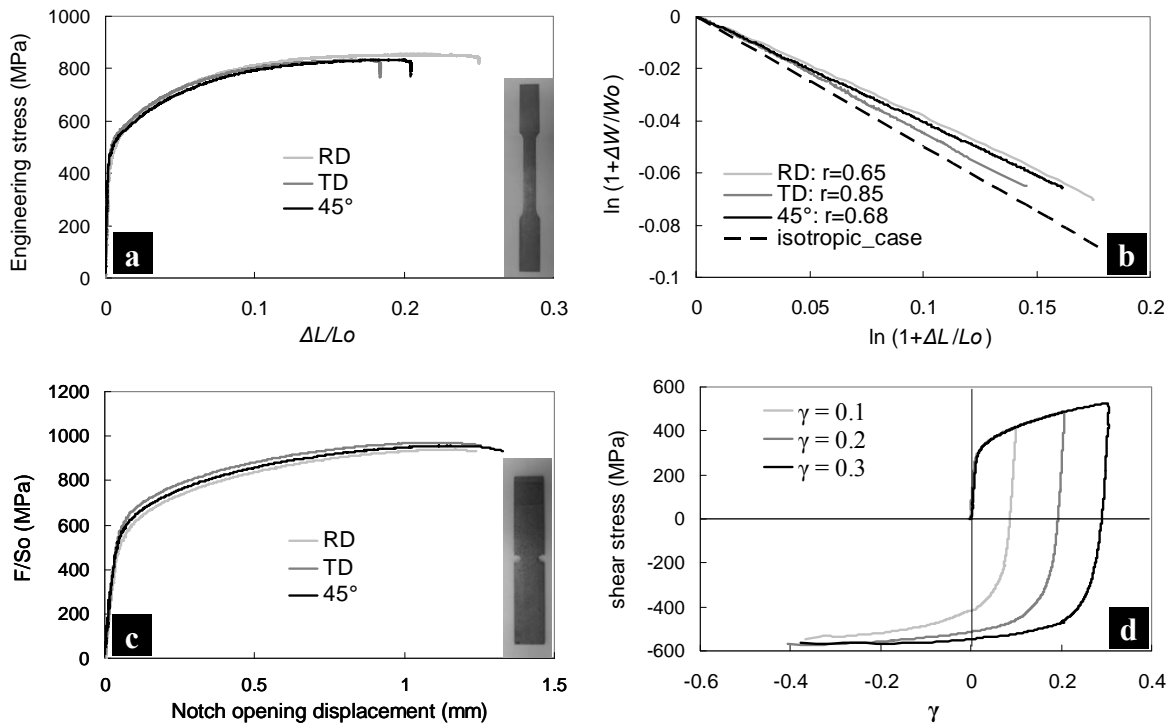 1000
800
600
400
200
0
0
0.1
0.2
0.3
Engineering stress (MPa)
ΔL/Lo
RD
TD
45°
a
0
-0.02
-0.04
-0.06
-0.08
-0.1
0
0.05
0.1
0.15
0.2
ln (1+ΔW/Wo)
ln (1+ΔL/Lo)
RD: r=0.65
TD: r=0.85
45°: r=0.68
isotropic_case
b
1200
1000
800
600
400
200
0
0
0.5
1
1.5
F/So (MPa)
Notch opening displacement (mm)
RD
TD
45°
c
600
400
200
0
-200
-400
-600
-0.6
-0.4
-0.2
0
0.2
0.4
shear stress (MPa)
γ
γ = 0.1
γ = 0.2
γ = 0.3
d